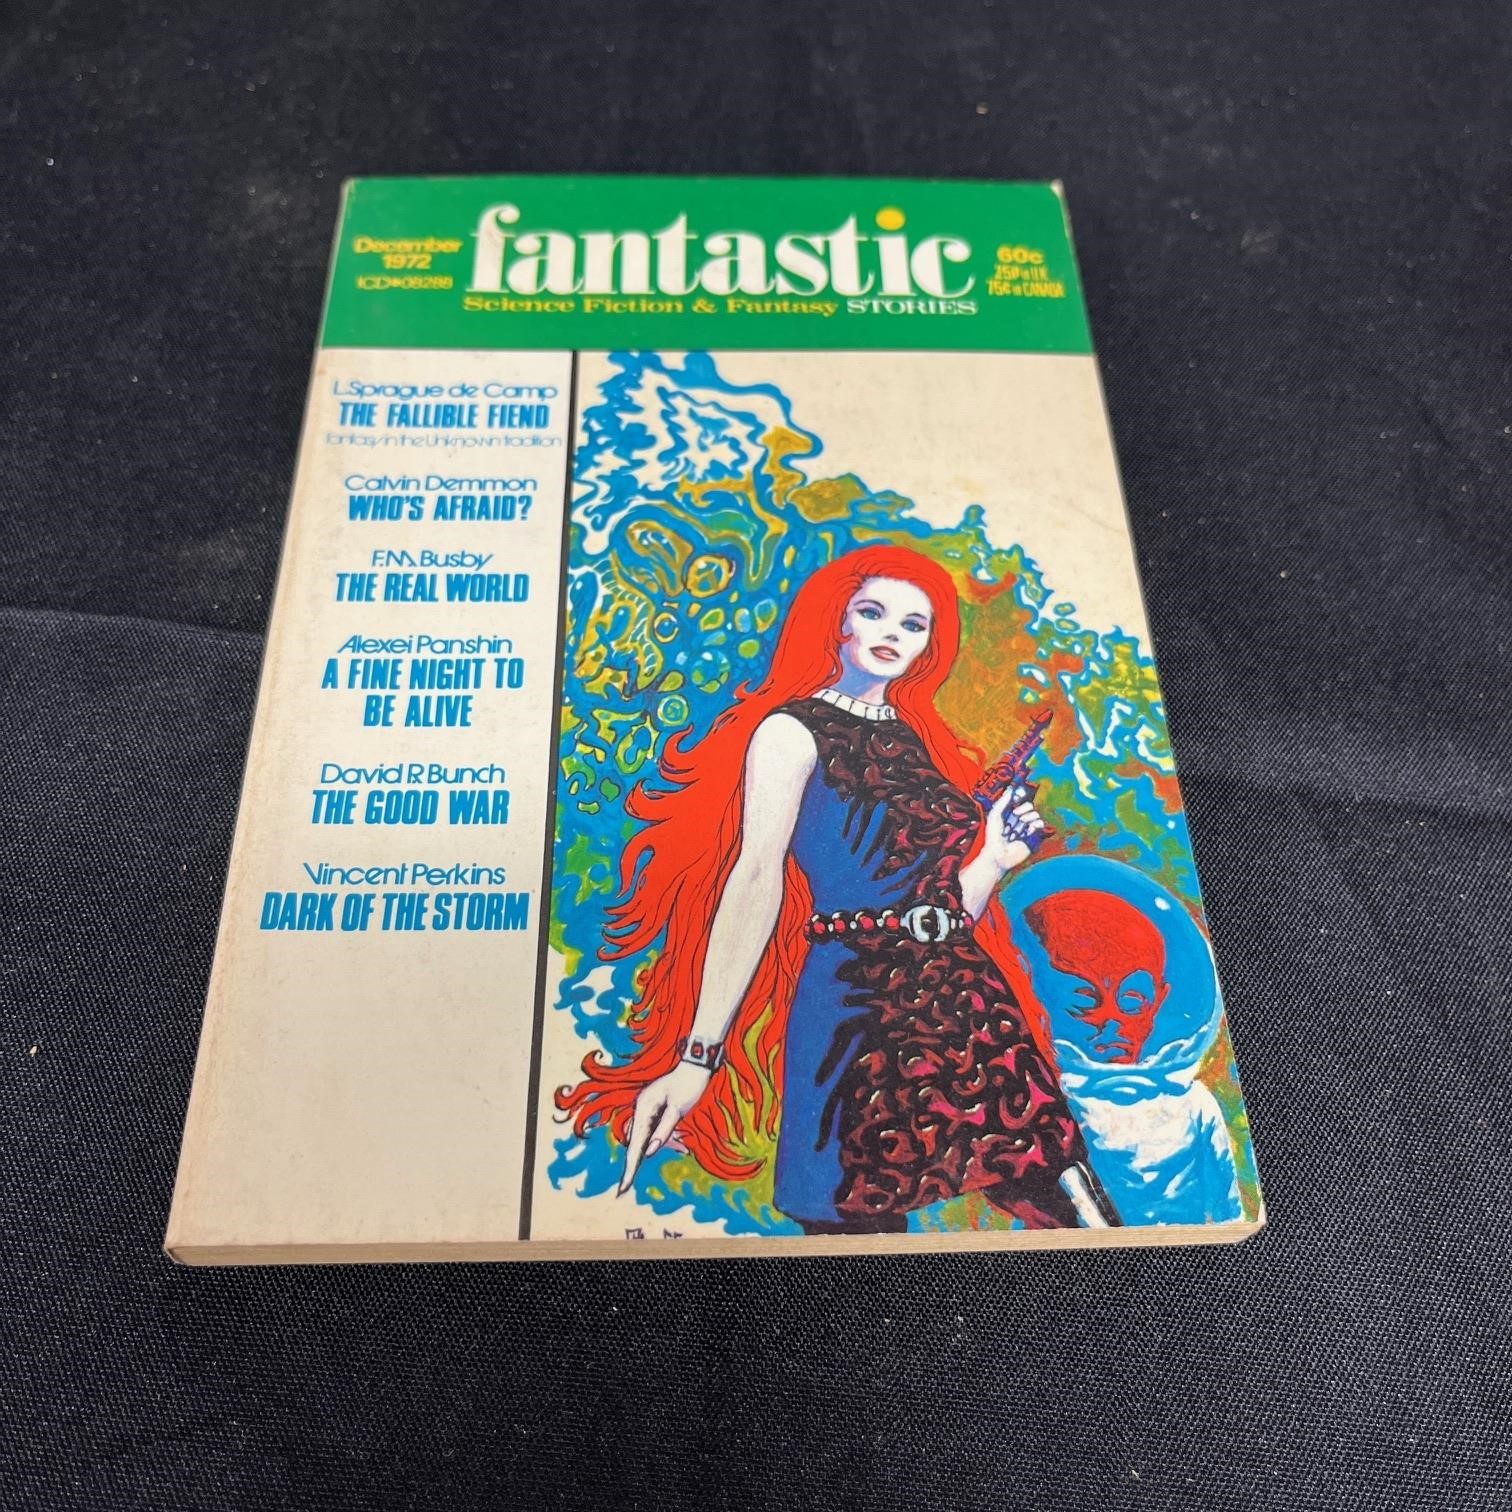 December
1972
ICD*08288
fantastic
Science Fiction & Fantasy STORIES
60c
25P in U.K.
75¢ in CANADA
L. Sprague de Camp
THE FALLIBLE FIEND
fantasy in the Unknown tradition
Calvin Demmon
WHO'S AFRAID?
F.M. Busby
THE REAL WORLD
Alexei Panshin
A FINE NIGHT TO
BE ALIVE
David R Bunch
THE GOOD WAR
Vincent Perkins
DARK OF THE STORM